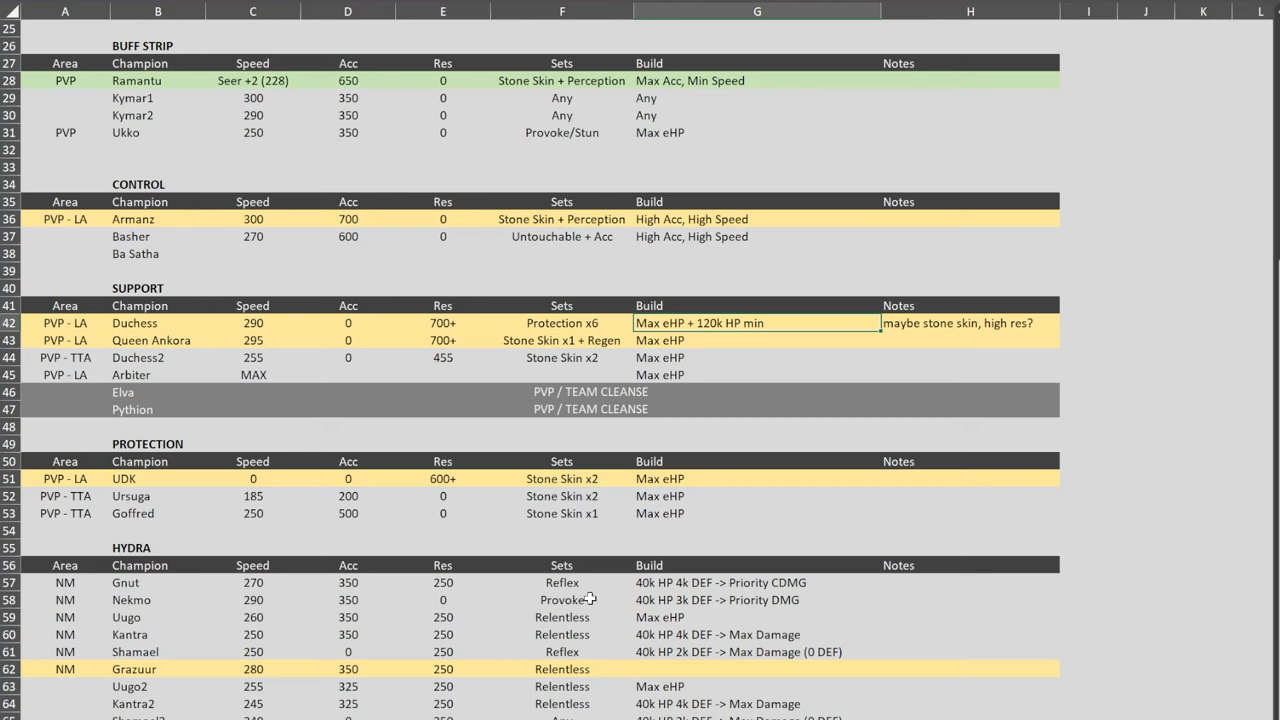 A B C D E F G H I J K L
25
26 BUFF STRIP
27 Area Champion Speed Acc Res Sets Build Notes
28 PVP Ramantu Seer +2 (228) 650 0 Stone Skin + Perception Max Acc, Min Speed
29 Kymar1 300 350 0 Any Any
30 Kymar2 290 350 0 Any Any
31 PVP Ukko 250 350 0 Provoke/Stun Max eHP
32
33
34 CONTROL
35 Area Champion Speed Acc Res Sets Build Notes
36 PVP - LA Armanz 300 700 0 Stone Skin + Perception High Acc, High Speed
37 Basher 270 600 0 Untouchable + Acc High Acc, High Speed
38 Ba Satha
39
40 SUPPORT
41 Area Champion Speed Acc Res Sets Build Notes
42 PVP - LA Duchess 290 0 700+ Protection x6 Max eHP + 120k HP min maybe stone skin, high res?
43 PVP - LA Queen Ankora 295 0 700+ Stone Skin x1 + Regen Max eHP
44 PVP - TTA Duchess2 255 0 455 Stone Skin x2 Max eHP
45 PVP - LA Arbiter MAX Max eHP
46 Elva PVP / TEAM CLEANSE
47 Pythion PVP / TEAM CLEANSE
48
49 PROTECTION
50 Area Champion Speed Acc Res Sets Build Notes
51 PVP - LA UDK 0 0 600+ Stone Skin x2 Max eHP
52 PVP - TTA Ursuga 185 200 0 Stone Skin x2 Max eHP
53 PVP - TTA Goffred 250 500 0 Stone Skin x1 Max eHP
54
55 HYDRA
56 Area Champion Speed Acc Res Sets Build Notes
57 NM Gnut 270 350 250 Reflex 40k HP 4k DEF -> Priority CDMG
58 NM Nekmo 290 350 0 Provoke 40k HP 3k DEF -> Priority DMG
59 NM Uugo 260 350 250 Relentless Max eHP
60 NM Kantra 250 350 250 Relentless 40k HP 4k DEF -> Max Damage
61 NM Shamael 250 0 250 Reflex 40k HP 2k DEF -> Max Damage (0 DEF)
62 NM Grazuur 280 350 250 Relentless
63 Uugo2 255 325 250 Relentless Max eHP
64 Kantra2 245 325 250 Relentless 40k HP 4k DEF -> Max Damage